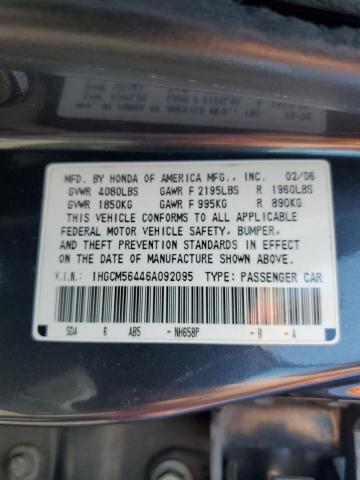 MFD. BY HONDA OF AMERICA MFG., INC. 02/06
GVWR 4080LBS GAWR F 2195LBS R 1960LBS
GVWR 1850KG GAWR F 995KG R 890KG
THIS VEHICLE CONFORMS TO ALL APPLICABLE
FEDERAL MOTOR VEHICLE SAFETY, BUMPER,
AND THEFT PREVENTION STANDARDS IN EFFECT
ON THE DATE OF MANUFACTURE SHOWN ABOVE.
V.I.N: 1HGCM56446A092095 TYPE: PASSENGER CAR
SDA 6 AB5 - NH658P - B - A